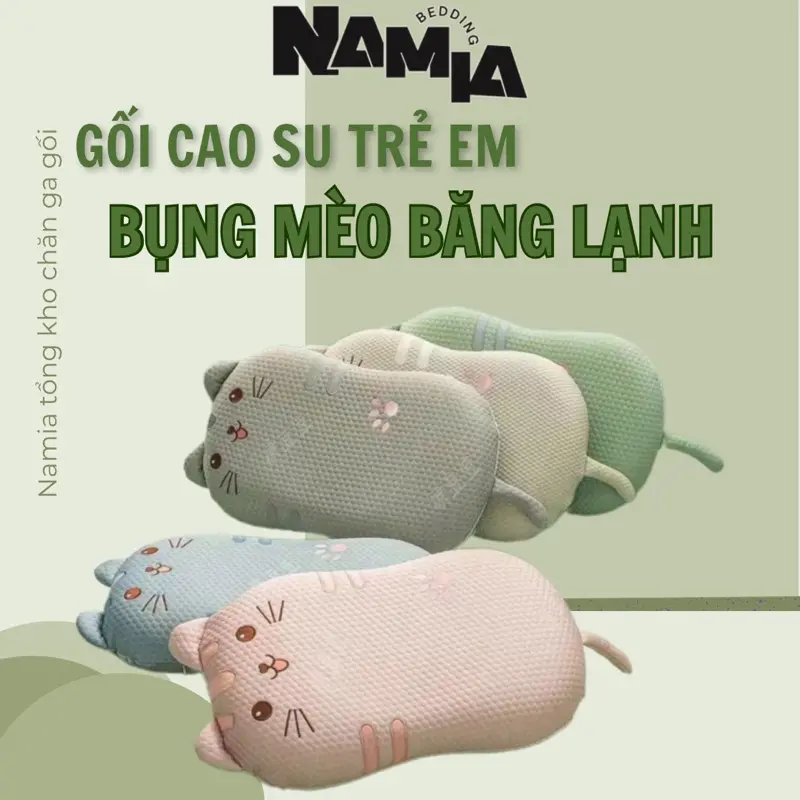 NAMIA
BEDDING
GỐI CAO SU TRẺ EM
BỤNG MÈO BĂNG LẠNH
Namia tổng kho chăn ga gối